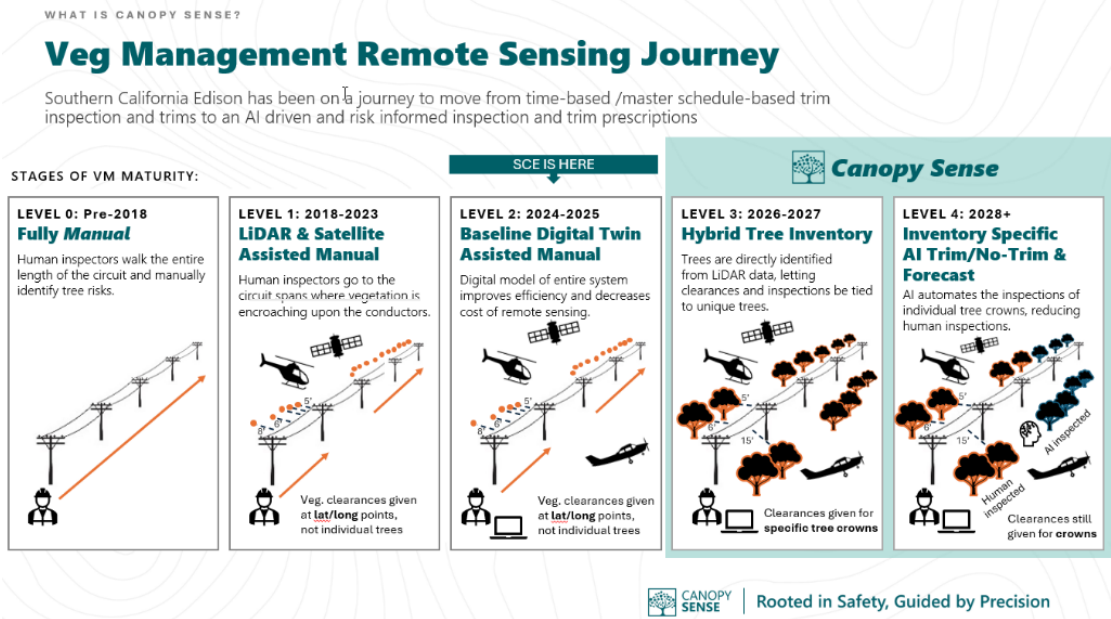 WHAT IS CANOPY SENSE?
Veg Management Remote Sensing Journey
Southern California Edison has been on a journey to move from time-based /master schedule-based trim
inspection and trims to an AI driven and risk informed inspection and trim prescriptions
SCE IS HERE
Canopy Sense
STAGES OF VM MATURITY:
LEVEL 0: Pre-2018
Fully Manual
Human inspectors walk the entire
length of the circuit and manually
identify tree risks.
LEVEL 1: 2018-2023
LiDAR & Satellite
Assisted Manual
Human inspectors go to the
circuit spans where vegetation is
encroaching upon the conductors.
5'
6'
8'
Veg. clearances given
at lat/long points,
not individual trees
LEVEL 2: 2024-2025
Baseline Digital Twin
Assisted Manual
Digital model of entire system
improves efficiency and decreases
cost of remote sensing.
5'
6'
8'
Veg. clearances given
at lat/long points,
not individual trees
LEVEL 3: 2026-2027
Hybrid Tree Inventory
Trees are directly identified
from LiDAR data, letting
clearances and inspections be tied
to unique trees.
5'
6'
15'
Clearances given for
specific tree crowns
LEVEL 4: 2028+
Inventory Specific
AI Trim/No-Trim &
Forecast
AI automates the inspections of
individual tree crowns, reducing
human inspections.
5'
6'
15'
AI inspected
Human
inspected
Clearances still
given for crowns
CANOPY
SENSE
Rooted in Safety, Guided by Precision